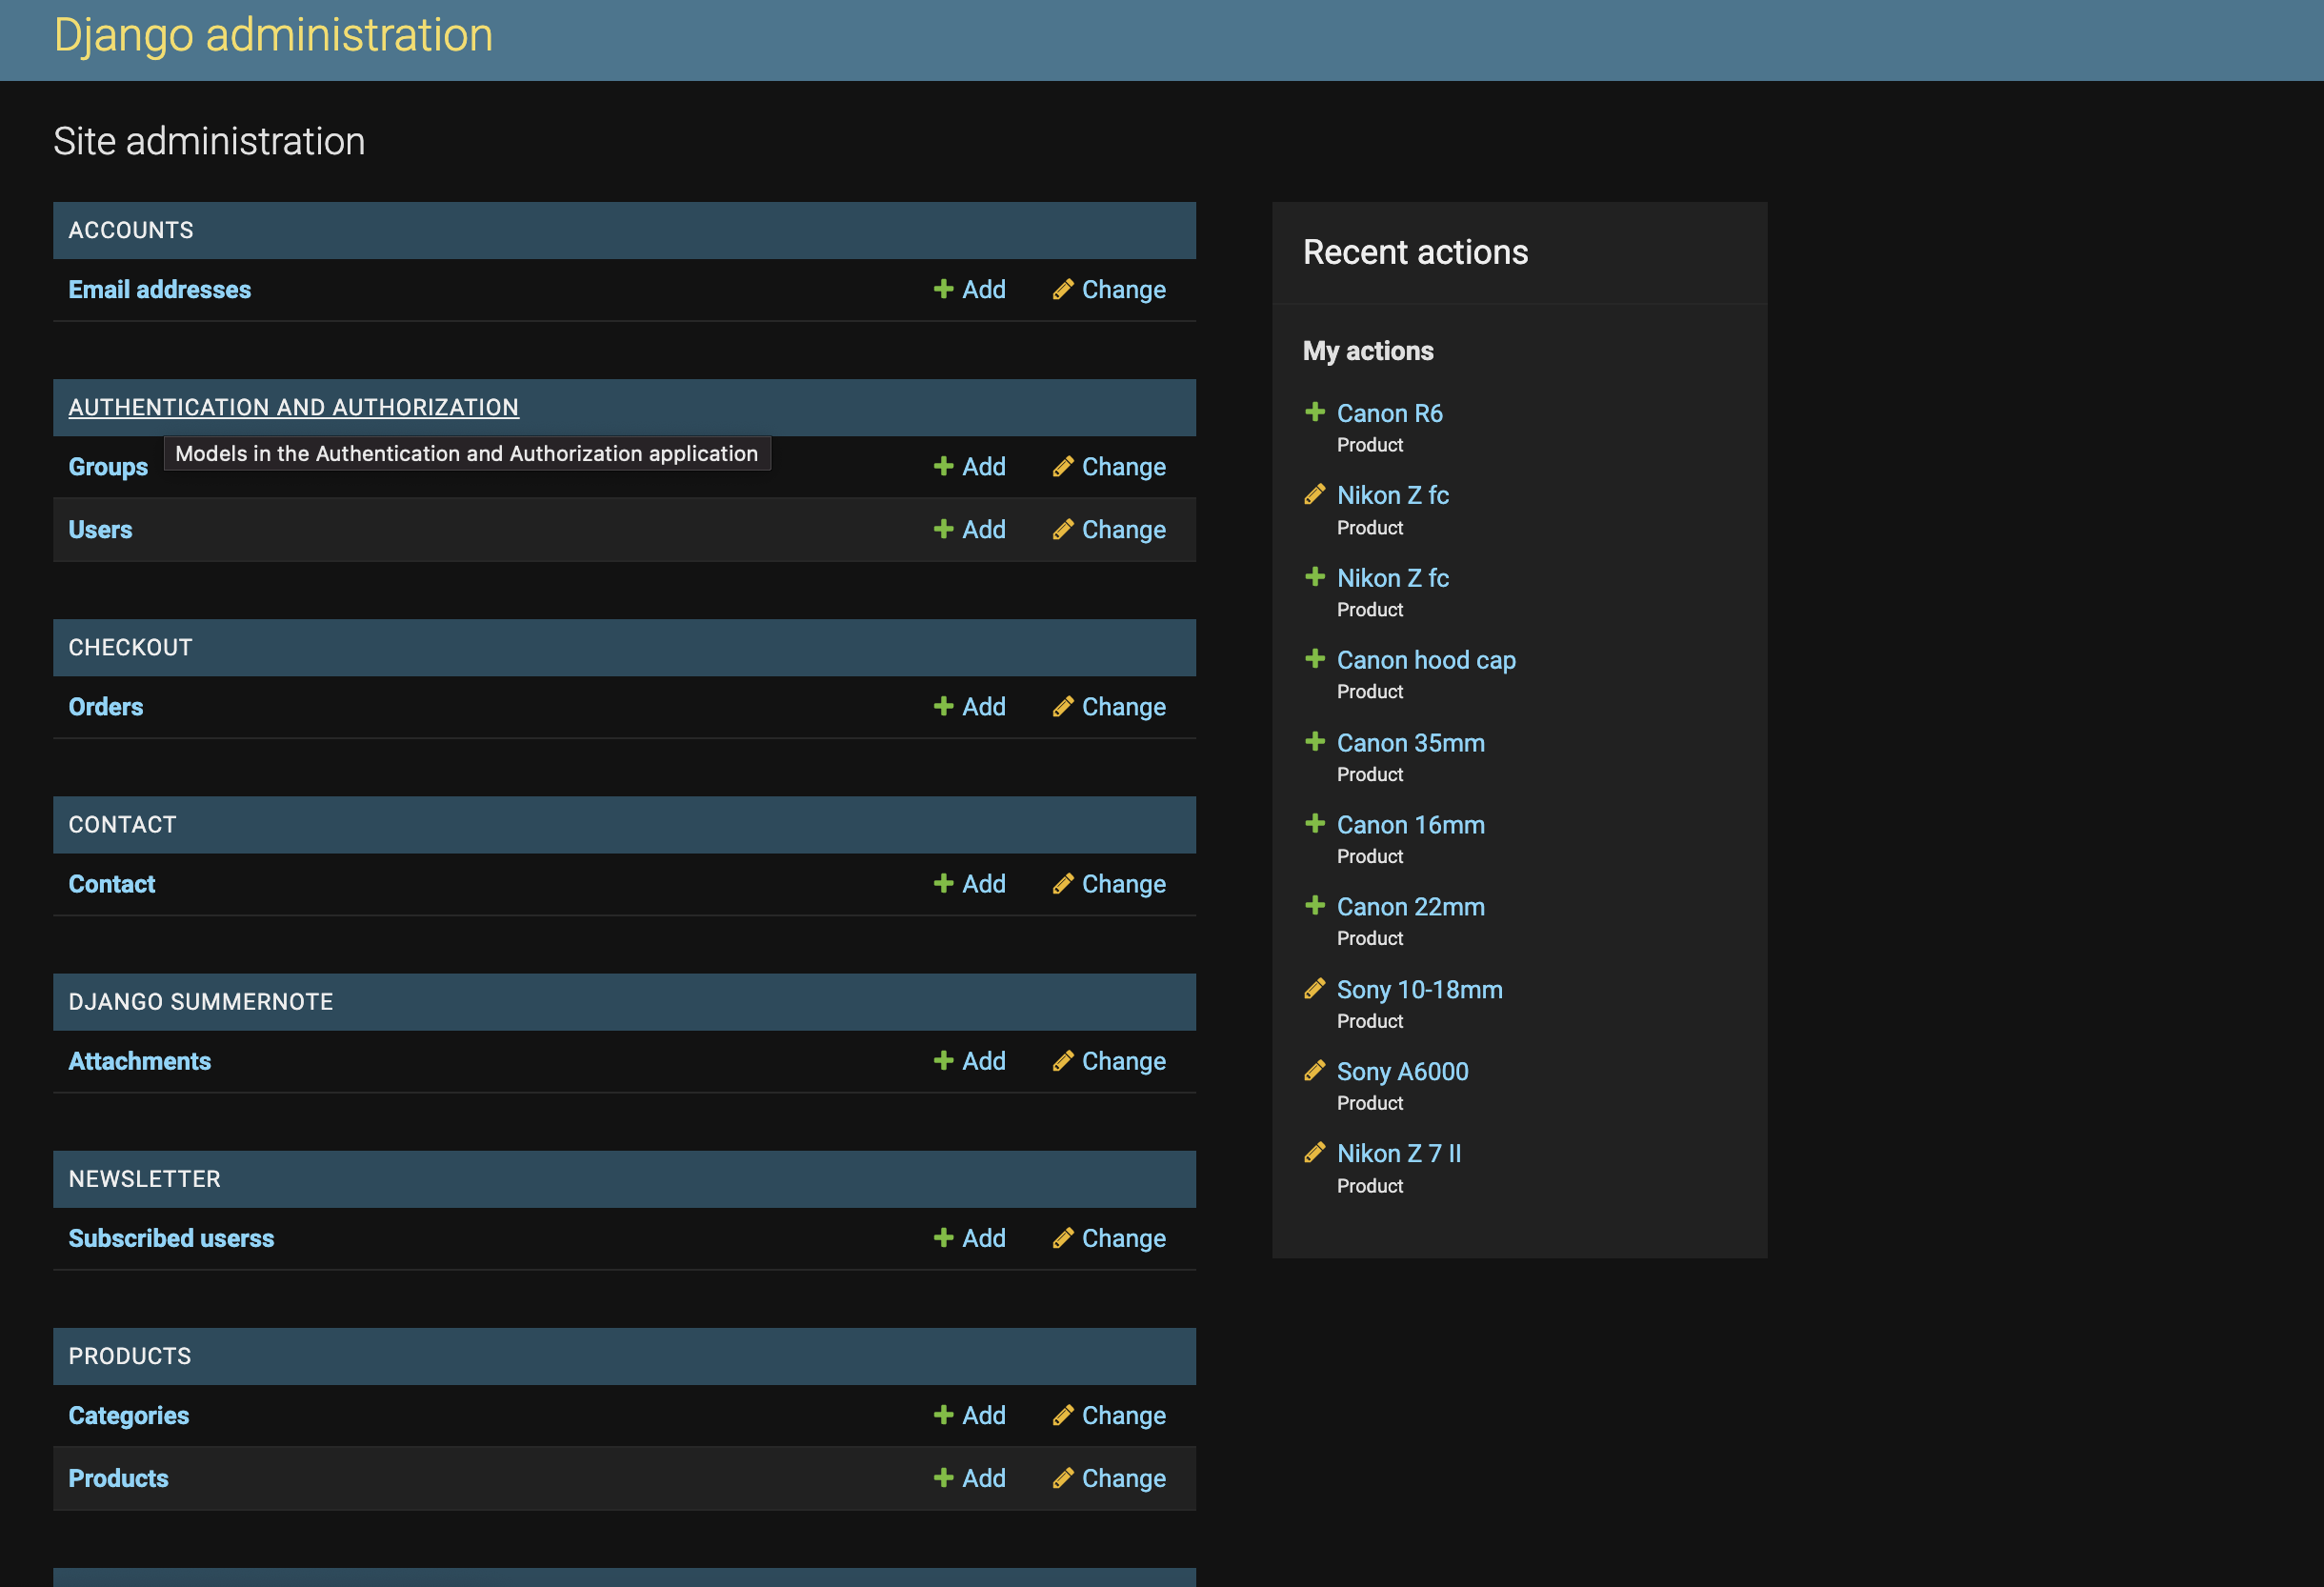 Django administration
Site administration
ACCOUNTS
Email addresses Add Change
AUTHENTICATION AND AUTHORIZATION
Models in the Authentication and Authorization application
Groups Add Change
Users Add Change
CHECKOUT
Orders Add Change
CONTACT
Contact Add Change
DJANGO SUMMERNOTE
Attachments Add Change
NEWSLETTER
Subscribed userss Add Change
PRODUCTS
Categories Add Change
Products Add Change
Recent actions
My actions
Canon R6
Product
Nikon Z fc
Product
Nikon Z fc
Product
Canon hood cap
Product
Canon 35mm
Product
Canon 16mm
Product
Canon 22mm
Product
Sony 10-18mm
Product
Sony A6000
Product
Nikon Z 7 II
Product